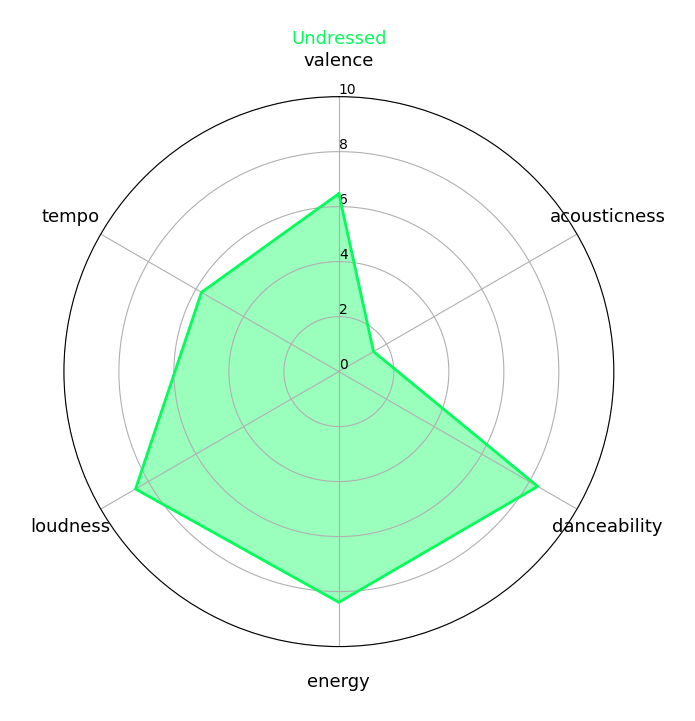 Undressed
valence
10
8
tempo
acousticness
6
4
2
0
loudness
danceability
energy